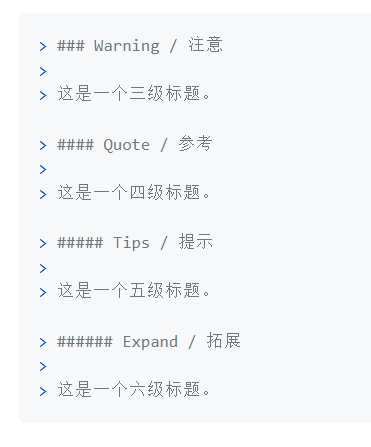 > ### Warning / 注意
>
> 这是一个三级标题。
> #### Quote / 参考
>
> 这是一个四级标题。
> ##### Tips / 提示
>
> 这是一个五级标题。
> ###### Expand / 拓展
>
> 这是一个六级标题。